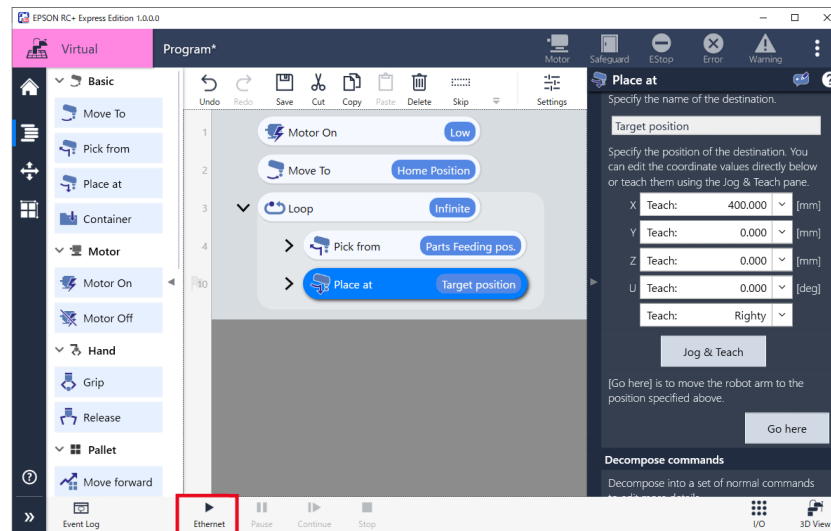 EPSON RC+ Express Edition 1.0.0.0
Virtual
Program*
Motor
Safeguard
EStop
Error
Warning
Basic
Move To
Pick from
Place at
Container
Motor
Motor On
Motor Off
Hand
Grip
Release
Pallet
Move forward
Undo
Redo
Save
Cut
Copy
Paste
Delete
Skip
Settings
1
Motor On
Low
2
Move To
Home Position
3
Loop
Infinite
4
Pick from
Parts Feeding pos.
10
Place at
Target position
Place at
Specify the name of the destination.
Target position
Specify the position of the destination. You
can edit the coordinate values directly below
or teach them using the Jog & Teach pane.
X Teach: 400.000 [mm]
Y Teach: 0.000 [mm]
Z Teach: 0.000 [mm]
U Teach: 0.000 [deg]
Teach: Righty
Jog & Teach
[Go here] is to move the robot arm to the
position specified above.
Go here
Decompose commands
Decompose into a set of normal commands
to edit more details.
Event Log
Ethernet
Pause
Continue
Stop
I/O
3D View